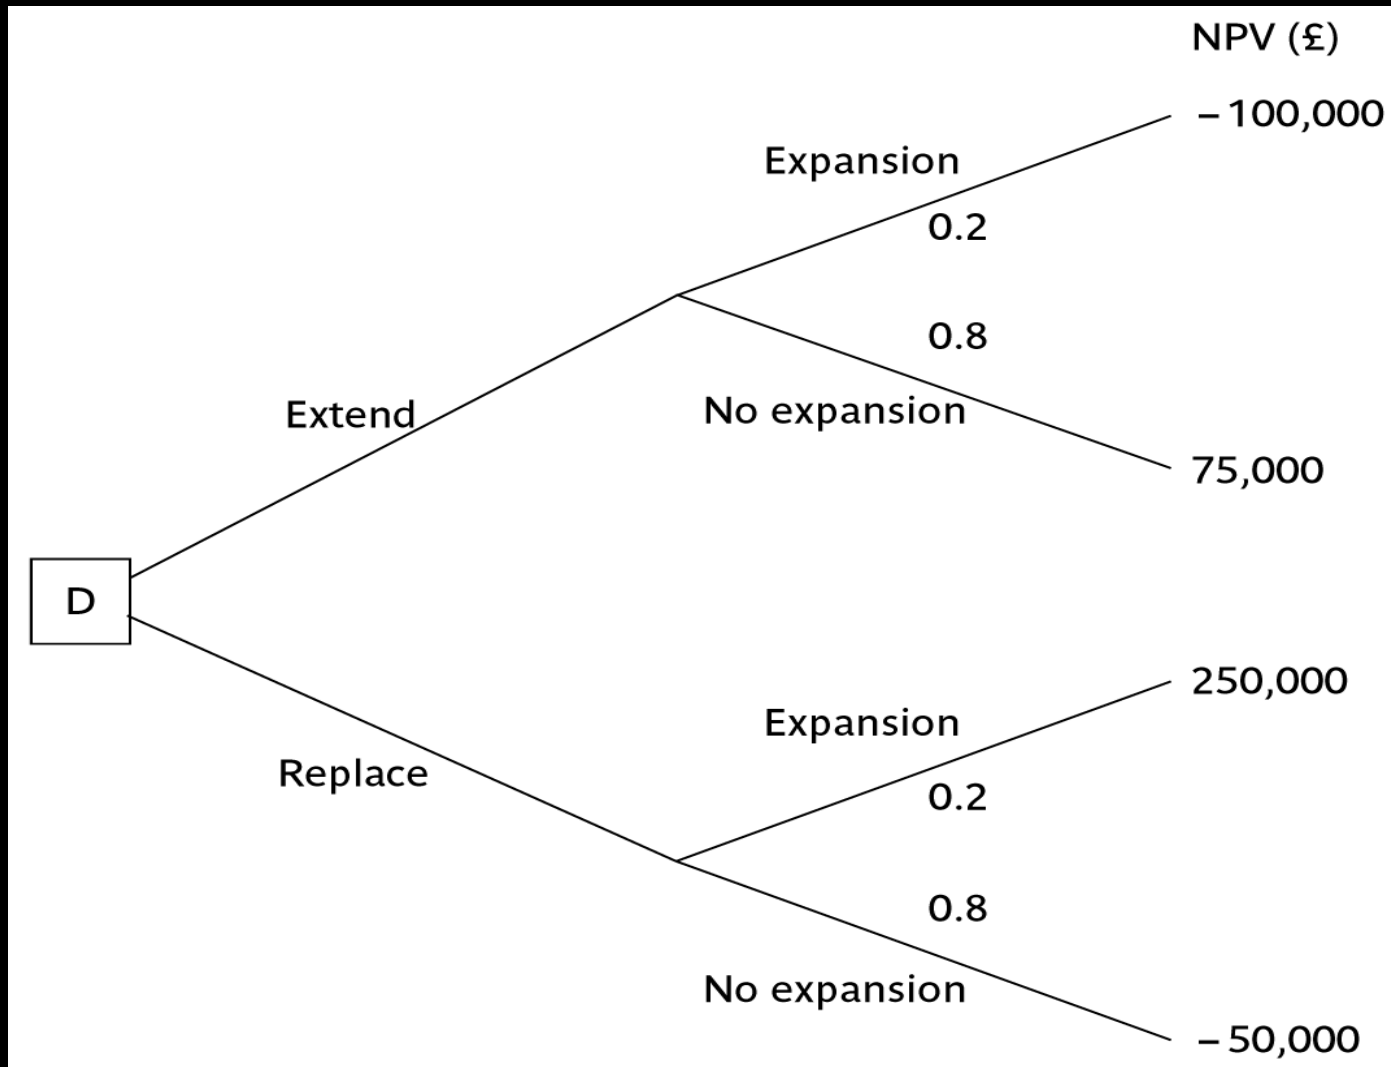 NPV (£)
– 100,000
Expansion
0.2
0.8
No expansion
75,000
Extend
D
Replace
250,000
Expansion
0.2
0.8
No expansion
– 50,000